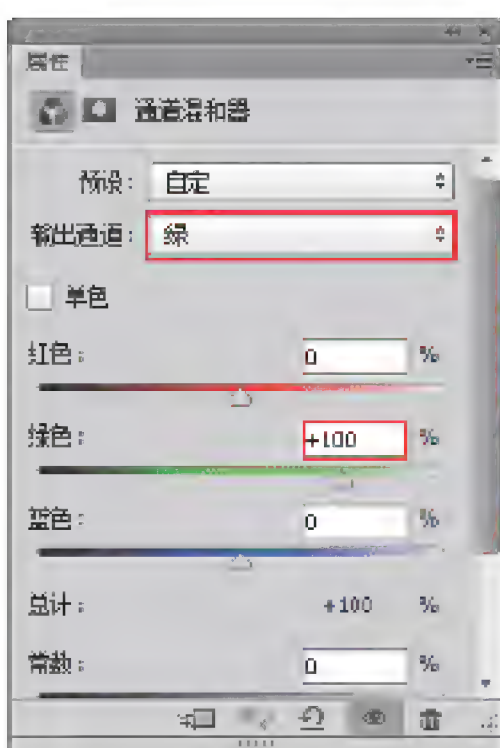 属性
通道混和器
预设： 自定
输出通道： 绿
单色
红色： 0 %
绿色： +100 %
蓝色： 0 %
总计： +100 %
常数： 0 %